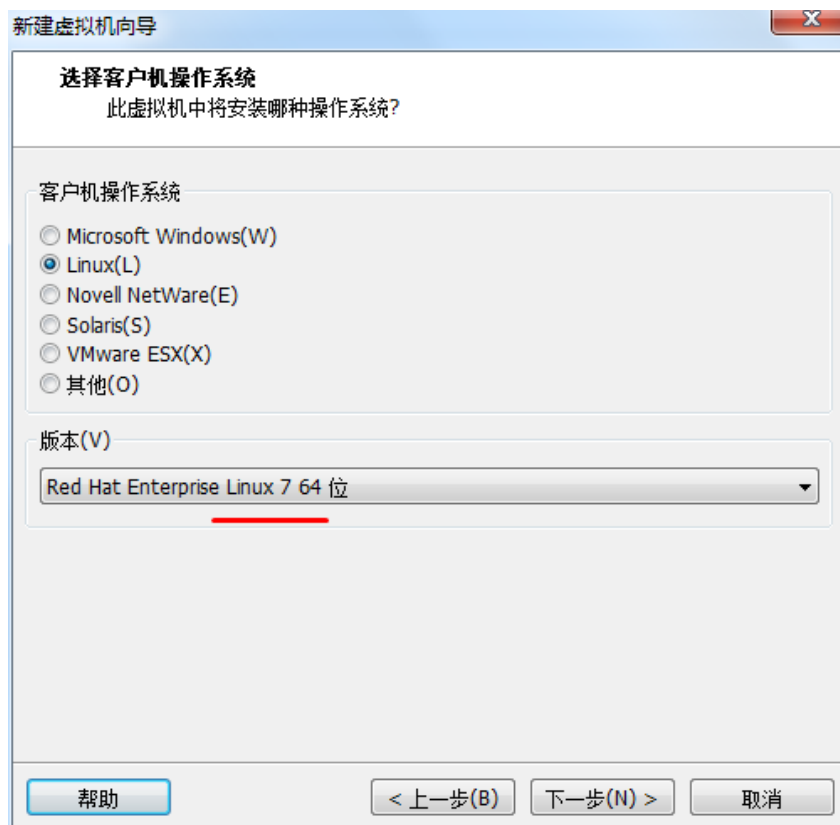 新建虚拟机向导
选择客户机操作系统
此虚拟机中将安装哪种操作系统?
客户机操作系统
Microsoft Windows(W)
Linux(L)
Novell NetWare(E)
Solaris(S)
VMware ESX(X)
其他(O)
版本(V)
Red Hat Enterprise Linux 7 64 位
帮助
< 上一步(B)
下一步(N) >
取消